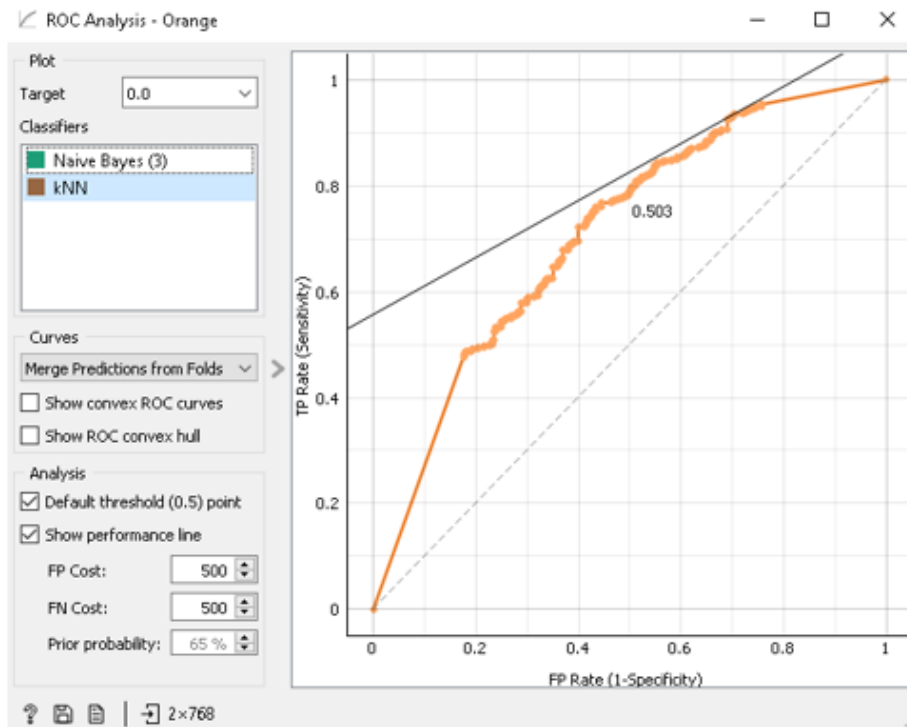 ROC Analysis - Orange
Plot
Target 0.0
Classifiers
Naive Bayes (3)
kNN
Curves
Merge Predictions from Folds
Show convex ROC curves
Show ROC convex hull
Analysis
Default threshold (0.5) point
Show performance line
FP Cost: 500
FN Cost: 500
Prior probability: 65 %
2×768
TP Rate (Sensitivity)
1
0.8
0.6
0.4
0.2
0
0.503
0 0.2 0.4 0.6 0.8 1
FP Rate (1-Specificity)